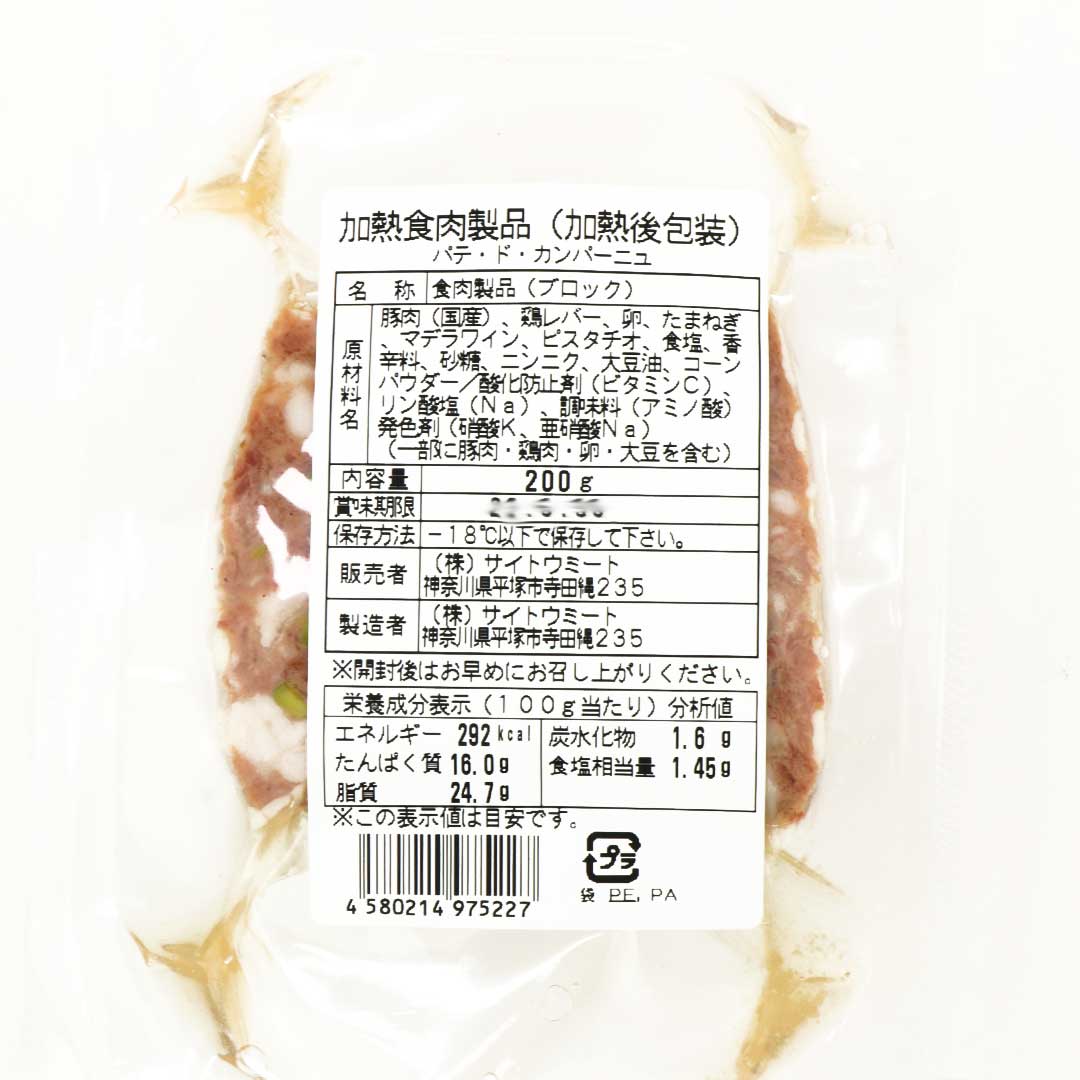 加熱食肉製品（加熱後包装）
パテ・ド・カンパーニュ
名 称 食肉製品（ブロック）
原材料名
豚肉（国産）、鶏レバー、卵、たまねぎ
、マデラワイン、ピスタチオ、食塩、香
辛料、砂糖、ニンニク、大豆油、コーン
パウダー／酸化防止剤（ビタミンＣ）、
リン酸塩（Ｎａ）、調味料（アミノ酸）
発色剤（硝酸Ｋ、亜硝酸Ｎａ）
（一部に豚肉・鶏肉・卵・大豆を含む）
内容量 200ｇ
賞味期限
保存方法 －１８℃以下で保存して下さい。
販売者 （株）サイトウミート
神奈川県平塚市寺田縄２３５
製造者 （株）サイトウミート
神奈川県平塚市寺田縄２３５
※開封後はお早めにお召し上がりください。
栄養成分表示（１００ｇ当たり）分析値
エネルギー 292kcal 炭水化物 1.6 g
たんぱく質 16.0g 食塩相当量 1.45g
脂質 24.7g
※この表示値は目安です。
プラ
袋 PE, PA
4 580214 975227